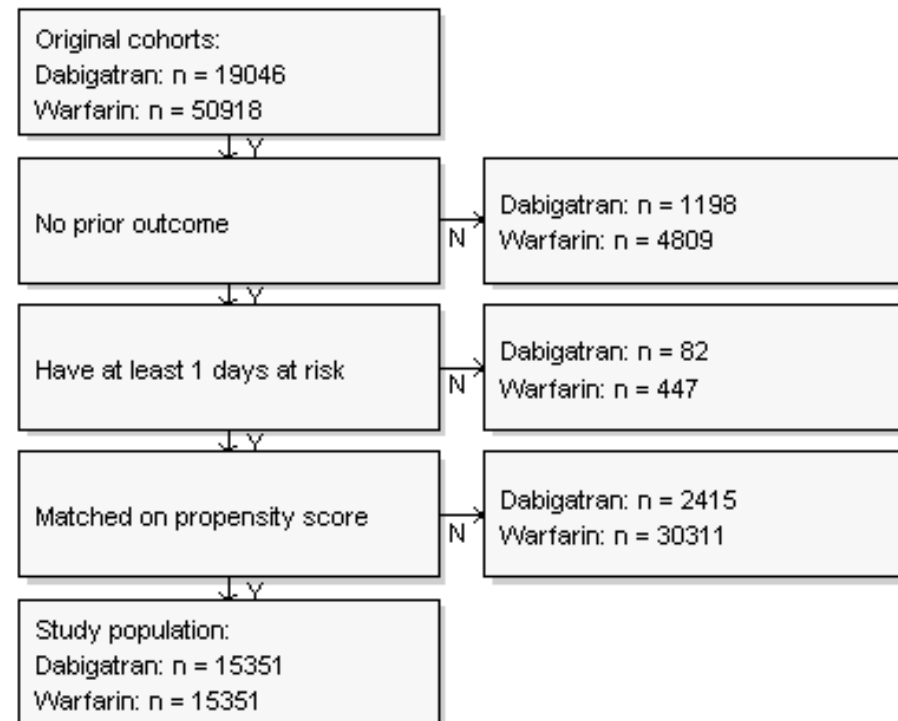 Original cohorts:
Dabigatran: n = 19046
Warfarin: n = 50918
Y
No prior outcome
N
Dabigatran: n = 1198
Warfarin: n = 4809
Y
Have at least 1 days at risk
N
Dabigatran: n = 82
Warfarin: n = 447
Y
Matched on propensity score
N
Dabigatran: n = 2415
Warfarin: n = 30311
Y
Study population:
Dabigatran: n = 15351
Warfarin: n = 15351